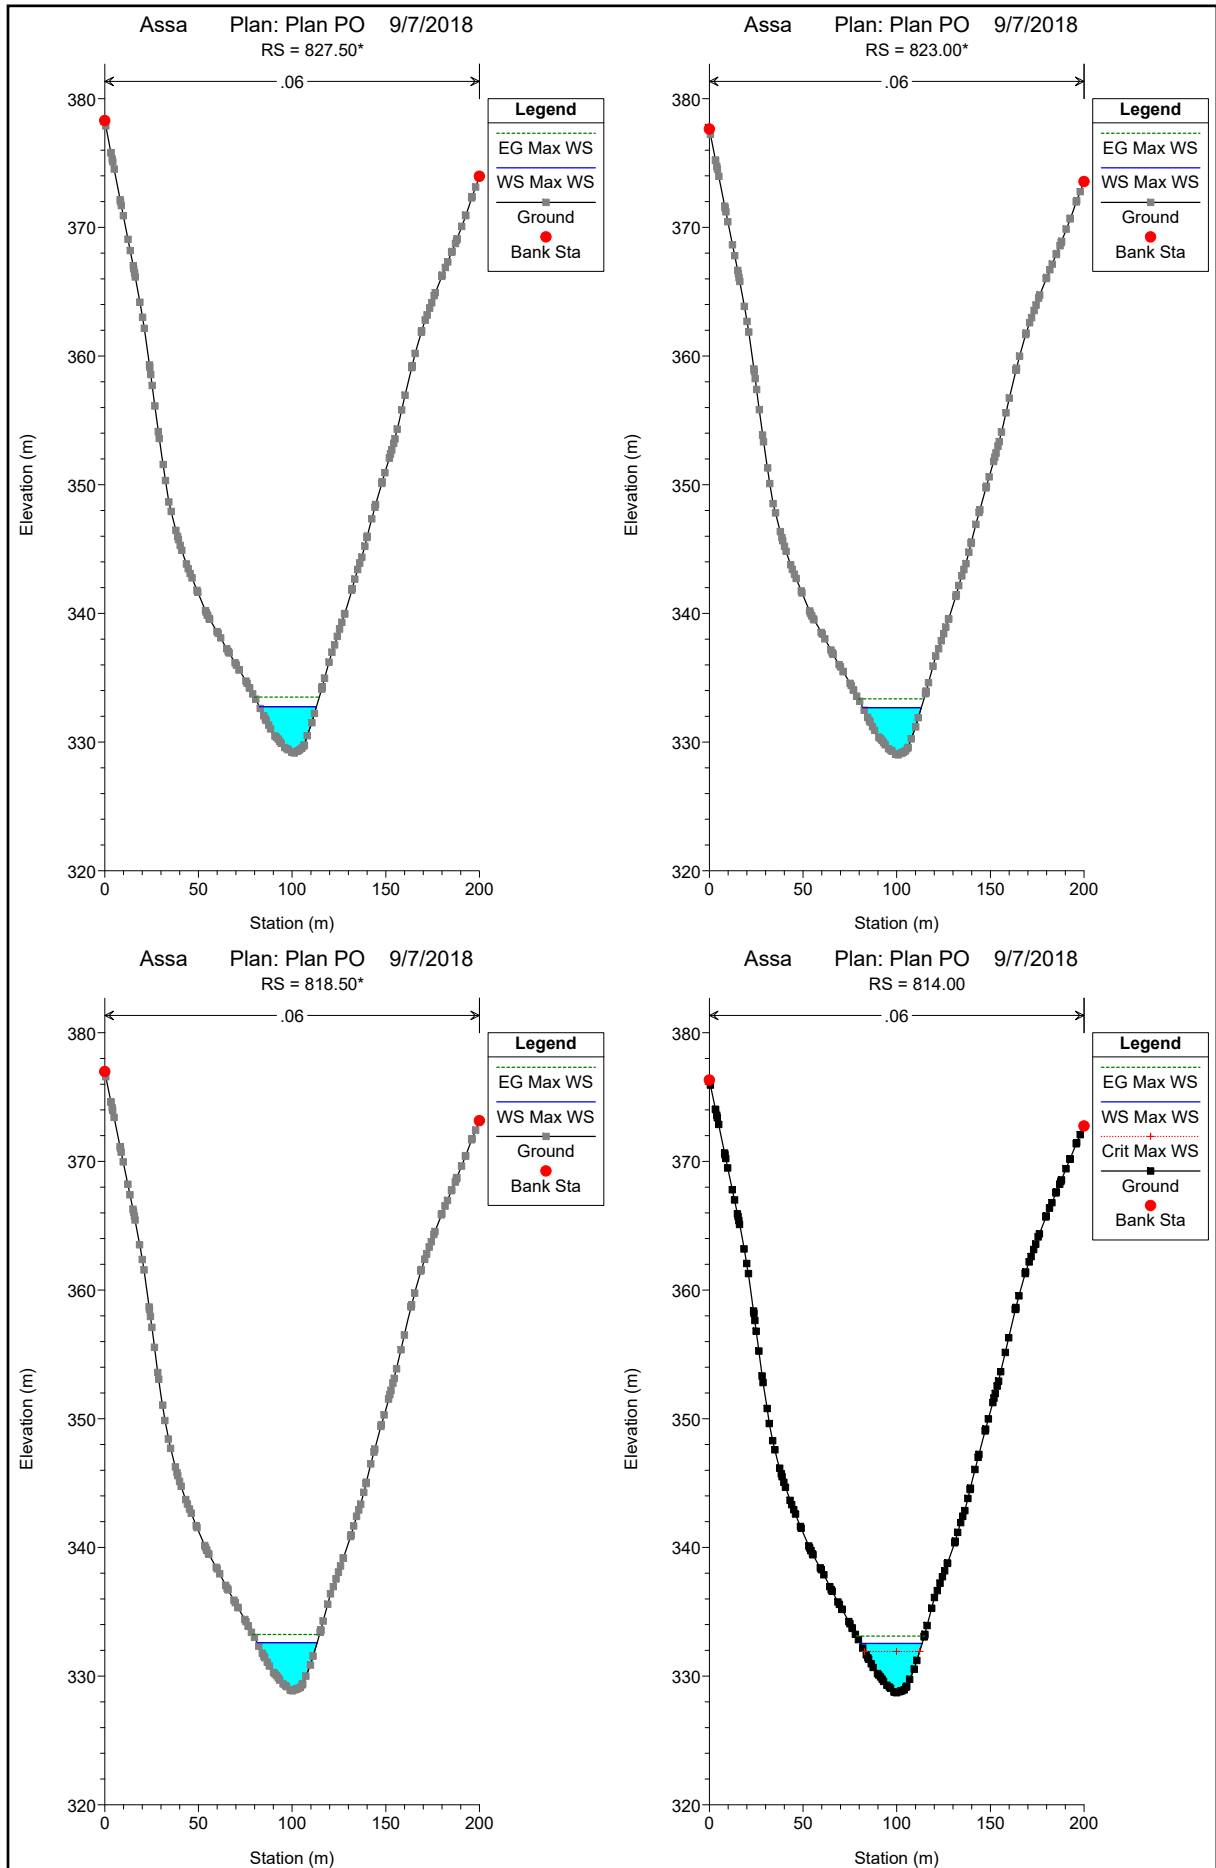 Assa Plan: Plan PO 9/7/2018
RS = 827.50*
.06
Legend
EG Max WS
WS Max WS
Ground
Bank Sta
380
370
360
350
340
330
320
0 50 100 150 200
Elevation (m)
Station (m)
Assa Plan: Plan PO 9/7/2018
RS = 823.00*
.06
Legend
EG Max WS
WS Max WS
Ground
Bank Sta
380
370
360
350
340
330
320
0 50 100 150 200
Elevation (m)
Station (m)
Assa Plan: Plan PO 9/7/2018
RS = 818.50*
.06
Legend
EG Max WS
WS Max WS
Ground
Bank Sta
380
370
360
350
340
330
320
0 50 100 150 200
Elevation (m)
Station (m)
Assa Plan: Plan PO 9/7/2018
RS = 814.00
.06
Legend
EG Max WS
WS Max WS
Crit Max WS
Ground
Bank Sta
380
370
360
350
340
330
320
0 50 100 150 200
Elevation (m)
Station (m)